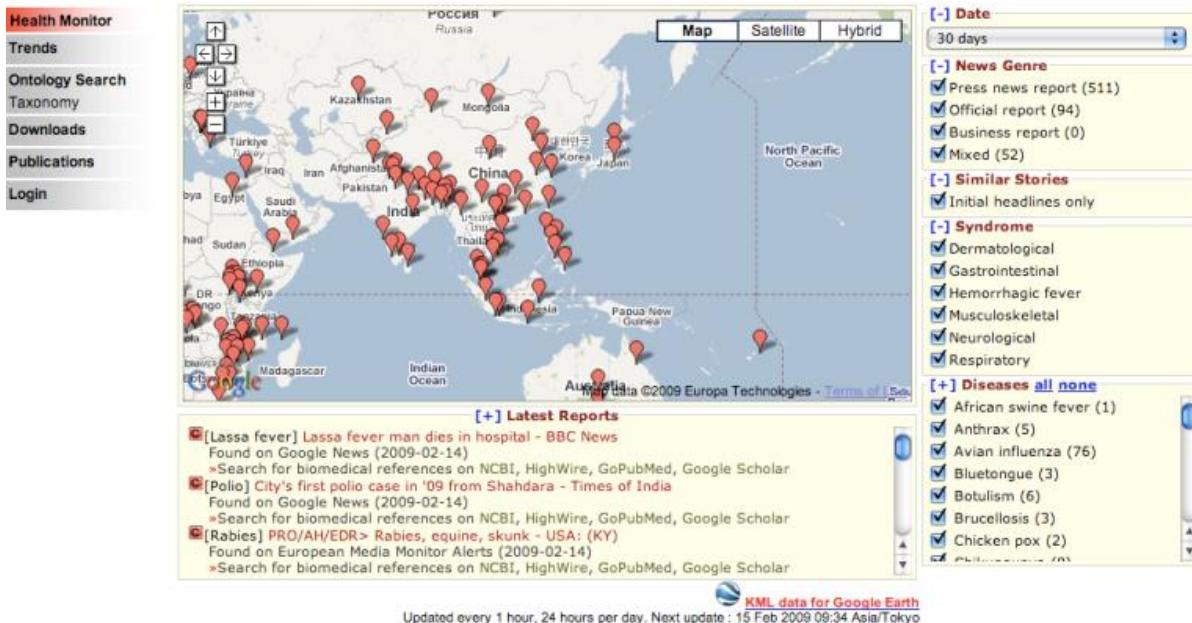 Health Monitor
Trends
Ontology Search
Taxonomy
Downloads
Publications
Login
Россия
Russia
Map Satellite Hybrid
Kazakhstan
Mongolia
Türkiye
Turkey
Iraq
Iran
Afghanistan
Pakistan
China
Korea
Japan
North Pacific
Ocean
Egypt
Saudi
Arabia
India
Sudan
Ethiopia
DR
Kenya
Tanzania
Papua New
Guinea
Madagascar
Indian
Ocean
Google
Map data ©2009 Europa Technologies -
[+] Latest Reports
[Lassa fever] Lassa fever man dies in hospital - BBC News
Found on Google News (2009-02-14)
»Search for biomedical references on NCBI, HighWire, GoPubMed, Google Scholar
[Polio] City's first polio case in '09 from Shahdara - Times of India
Found on Google News (2009-02-14)
»Search for biomedical references on NCBI, HighWire, GoPubMed, Google Scholar
[Rabies] PRO/AH/EDR> Rabies, equine, skunk - USA: (KY)
Found on European Media Monitor Alerts (2009-02-14)
»Search for biomedical references on NCBI, HighWire, GoPubMed, Google Scholar
KML data for Google Earth
Updated every 1 hour, 24 hours per day. Next update : 15 Feb 2009 09:34 Asia/Tokyo
[-] Date
30 days
[-] News Genre
Press news report (511)
Official report (94)
Business report (0)
Mixed (52)
[-] Similar Stories
Initial headlines only
[-] Syndrome
Dermatological
Gastrointestinal
Hemorrhagic fever
Musculoskeletal
Neurological
Respiratory
[+] Diseases all none
African swine fever (1)
Anthrax (5)
Avian influenza (76)
Bluetongue (3)
Botulism (6)
Brucellosis (3)
Chicken pox (2)